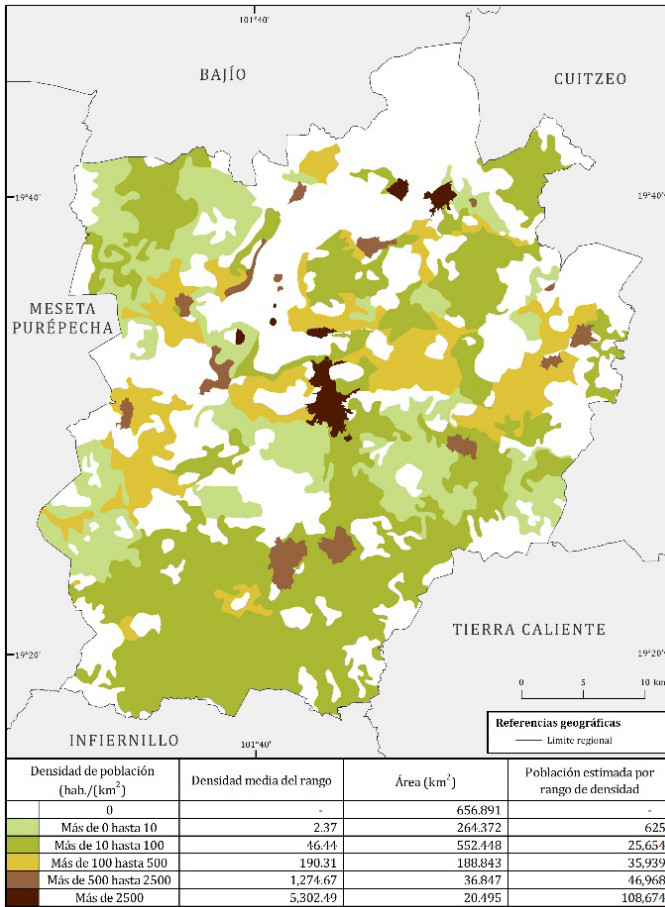 101°40'
BAJÍO
CUITZEO
19°40'
19°40'
MESETA
PURÉPECHA
TIERRA CALIENTE
19°20'
19°20'
0 5 10 km
Referencias geográficas
Límite regional
INFIERNILLO
101°40'
Densidad de población (hab./(km²) Densidad media del rango Área (km²) Población estimada por rango de densidad
0 - 656.891 -
Más de 0 hasta 10 2.37 264.372 625
Más de 10 hasta 100 46.44 552.448 25,654
Más de 100 hasta 500 190.31 188.843 35,939
Más de 500 hasta 2500 1,274.67 36.847 46,968
Más de 2500 5,302.49 20.495 108,674